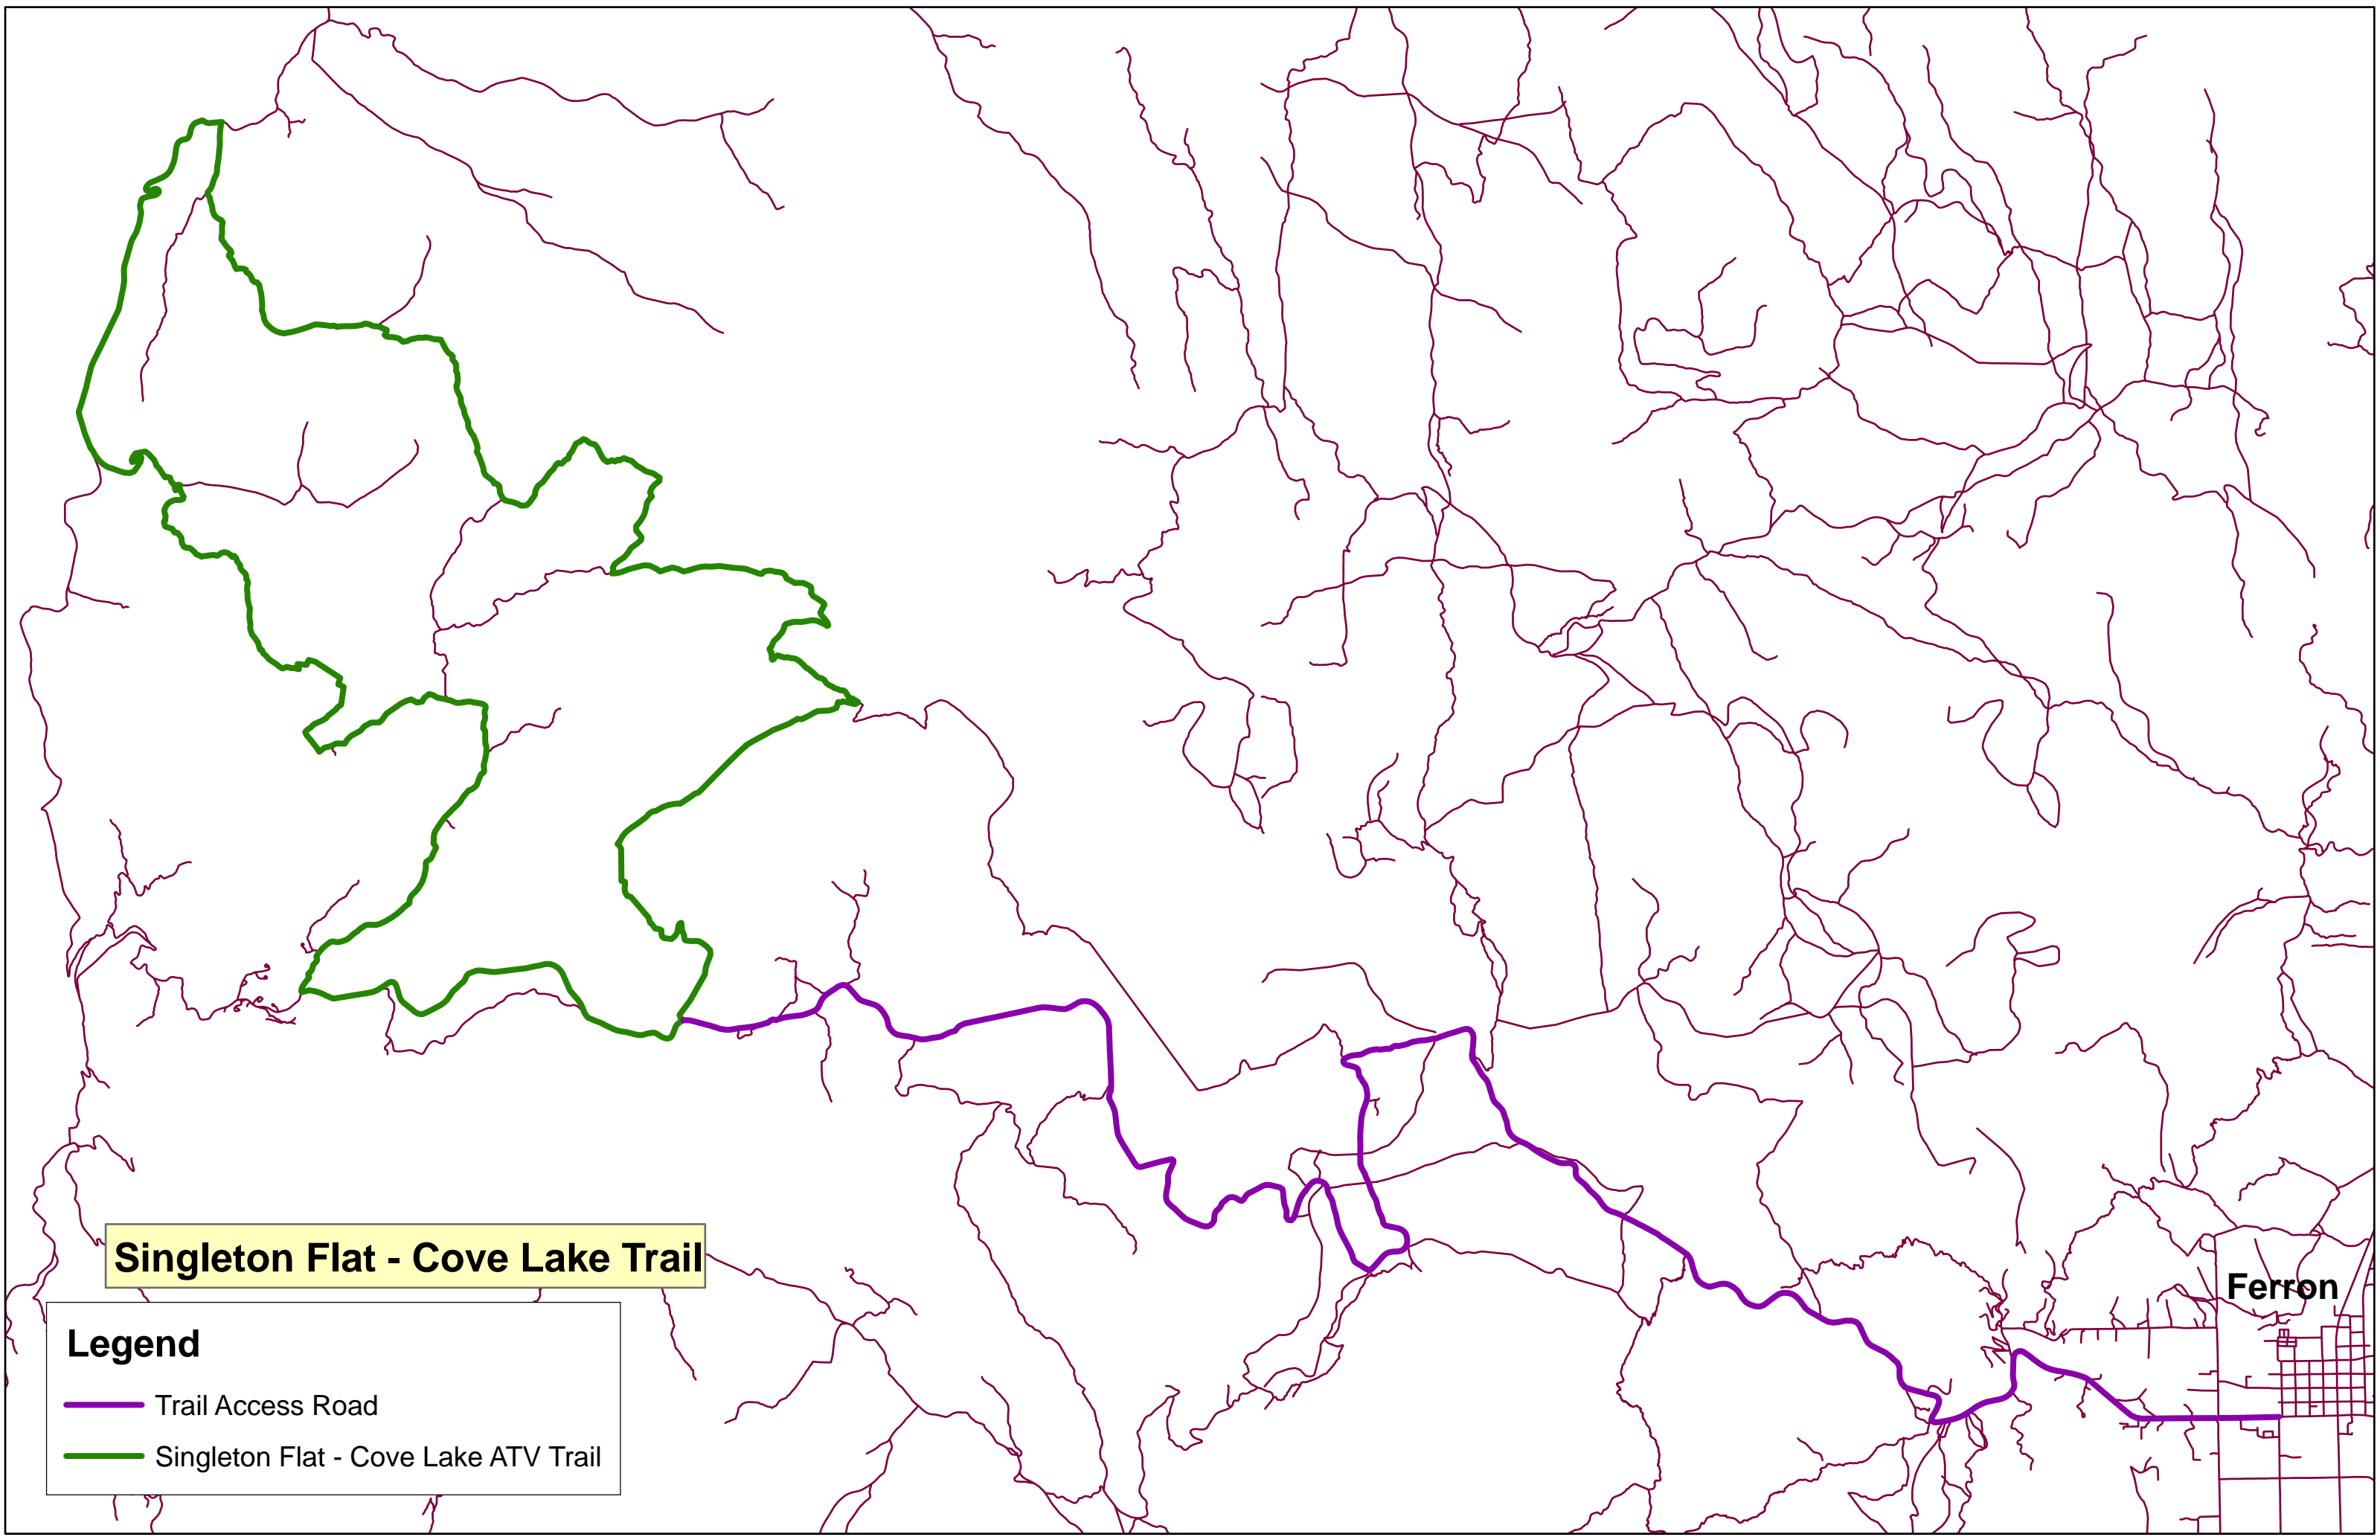 Singleton Flat - Cove Lake Trail
Ferron
Legend
Trail Access Road
Singleton Flat - Cove Lake ATV Trail